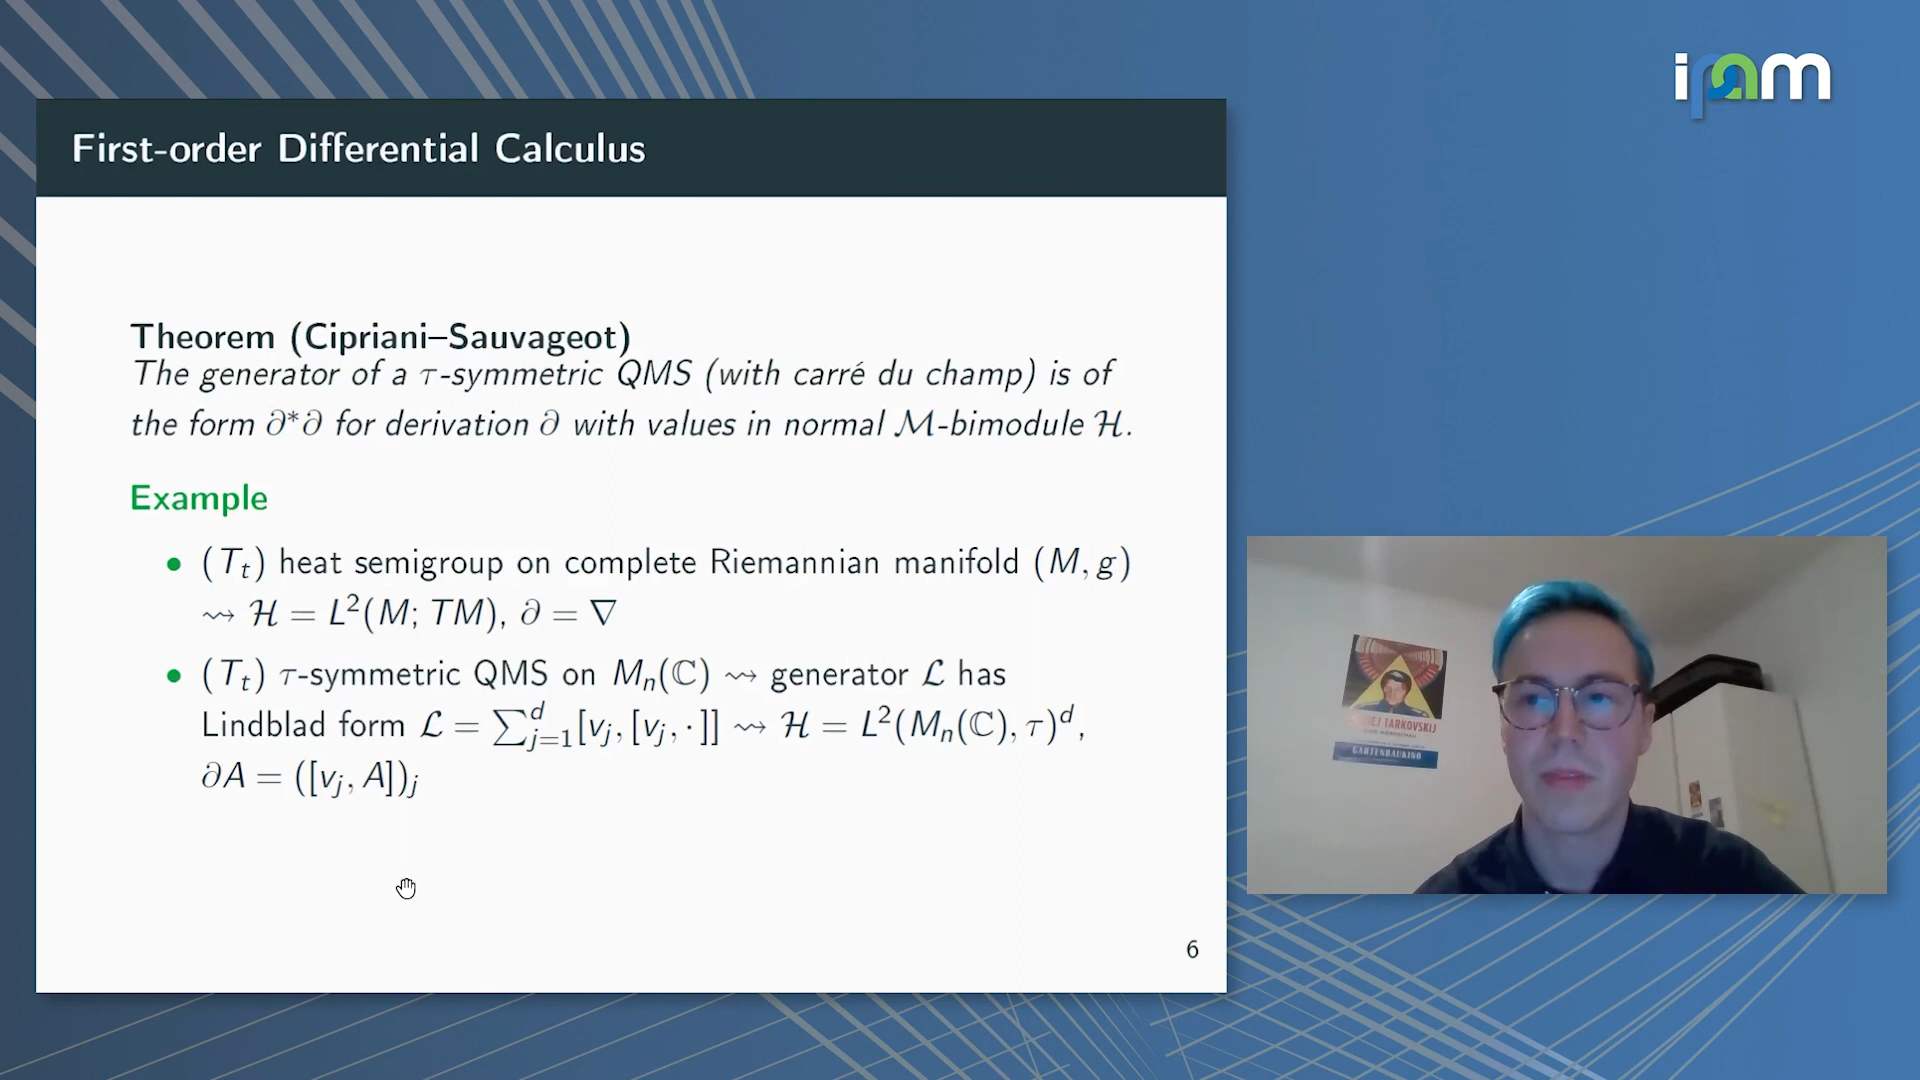 ipam
First-order Differential Calculus
Theorem (Cipriani–Sauvageot)
The generator of a τ-symmetric QMS (with carré du champ) is of
the form ∂*∂ for derivation ∂ with values in normal ℳ-bimodule ℋ.
Example
• (T_t) heat semigroup on complete Riemannian manifold (M, g)
⇝ ℋ = L²(M; TM), ∂ = ∇
• (T_t) τ-symmetric QMS on M_n(ℂ) ⇝ generator ℒ has
Lindblad form ℒ = ∑_{j=1}^d [v_j, [v_j, ·]] ⇝ ℋ = L²(M_n(ℂ), τ)^d,
∂A = ([v_j, A])_j
6
TARKOVSKIJ
GARTENBAUKINO